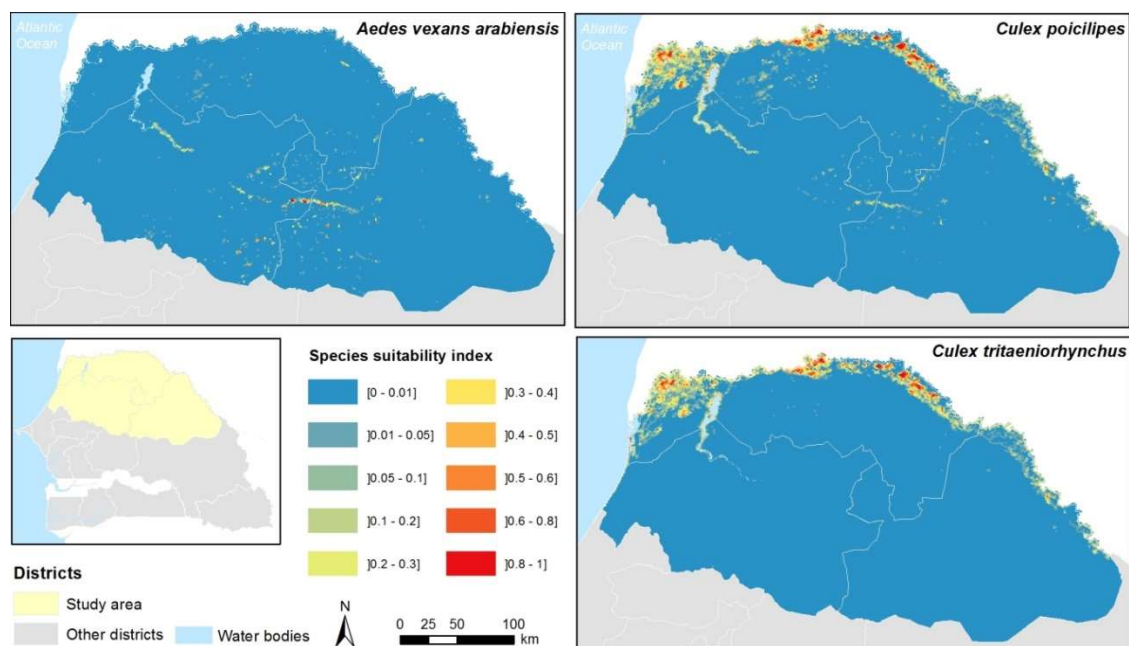 Atlantic
Ocean
Aedes vexans arabiensis
Atlantic
Ocean
Culex poicilipes
Species suitability index
[0 - 0.01]
]0.01 - 0.05]
]0.05 - 0.1]
]0.1 - 0.2]
]0.2 - 0.3]
]0.3 - 0.4]
]0.4 - 0.5]
]0.5 - 0.6]
]0.6 - 0.8]
]0.8 - 1]
Districts
Study area
Other districts
Water bodies
N
0 25 50 100
km
Culex tritaeniorhynchus